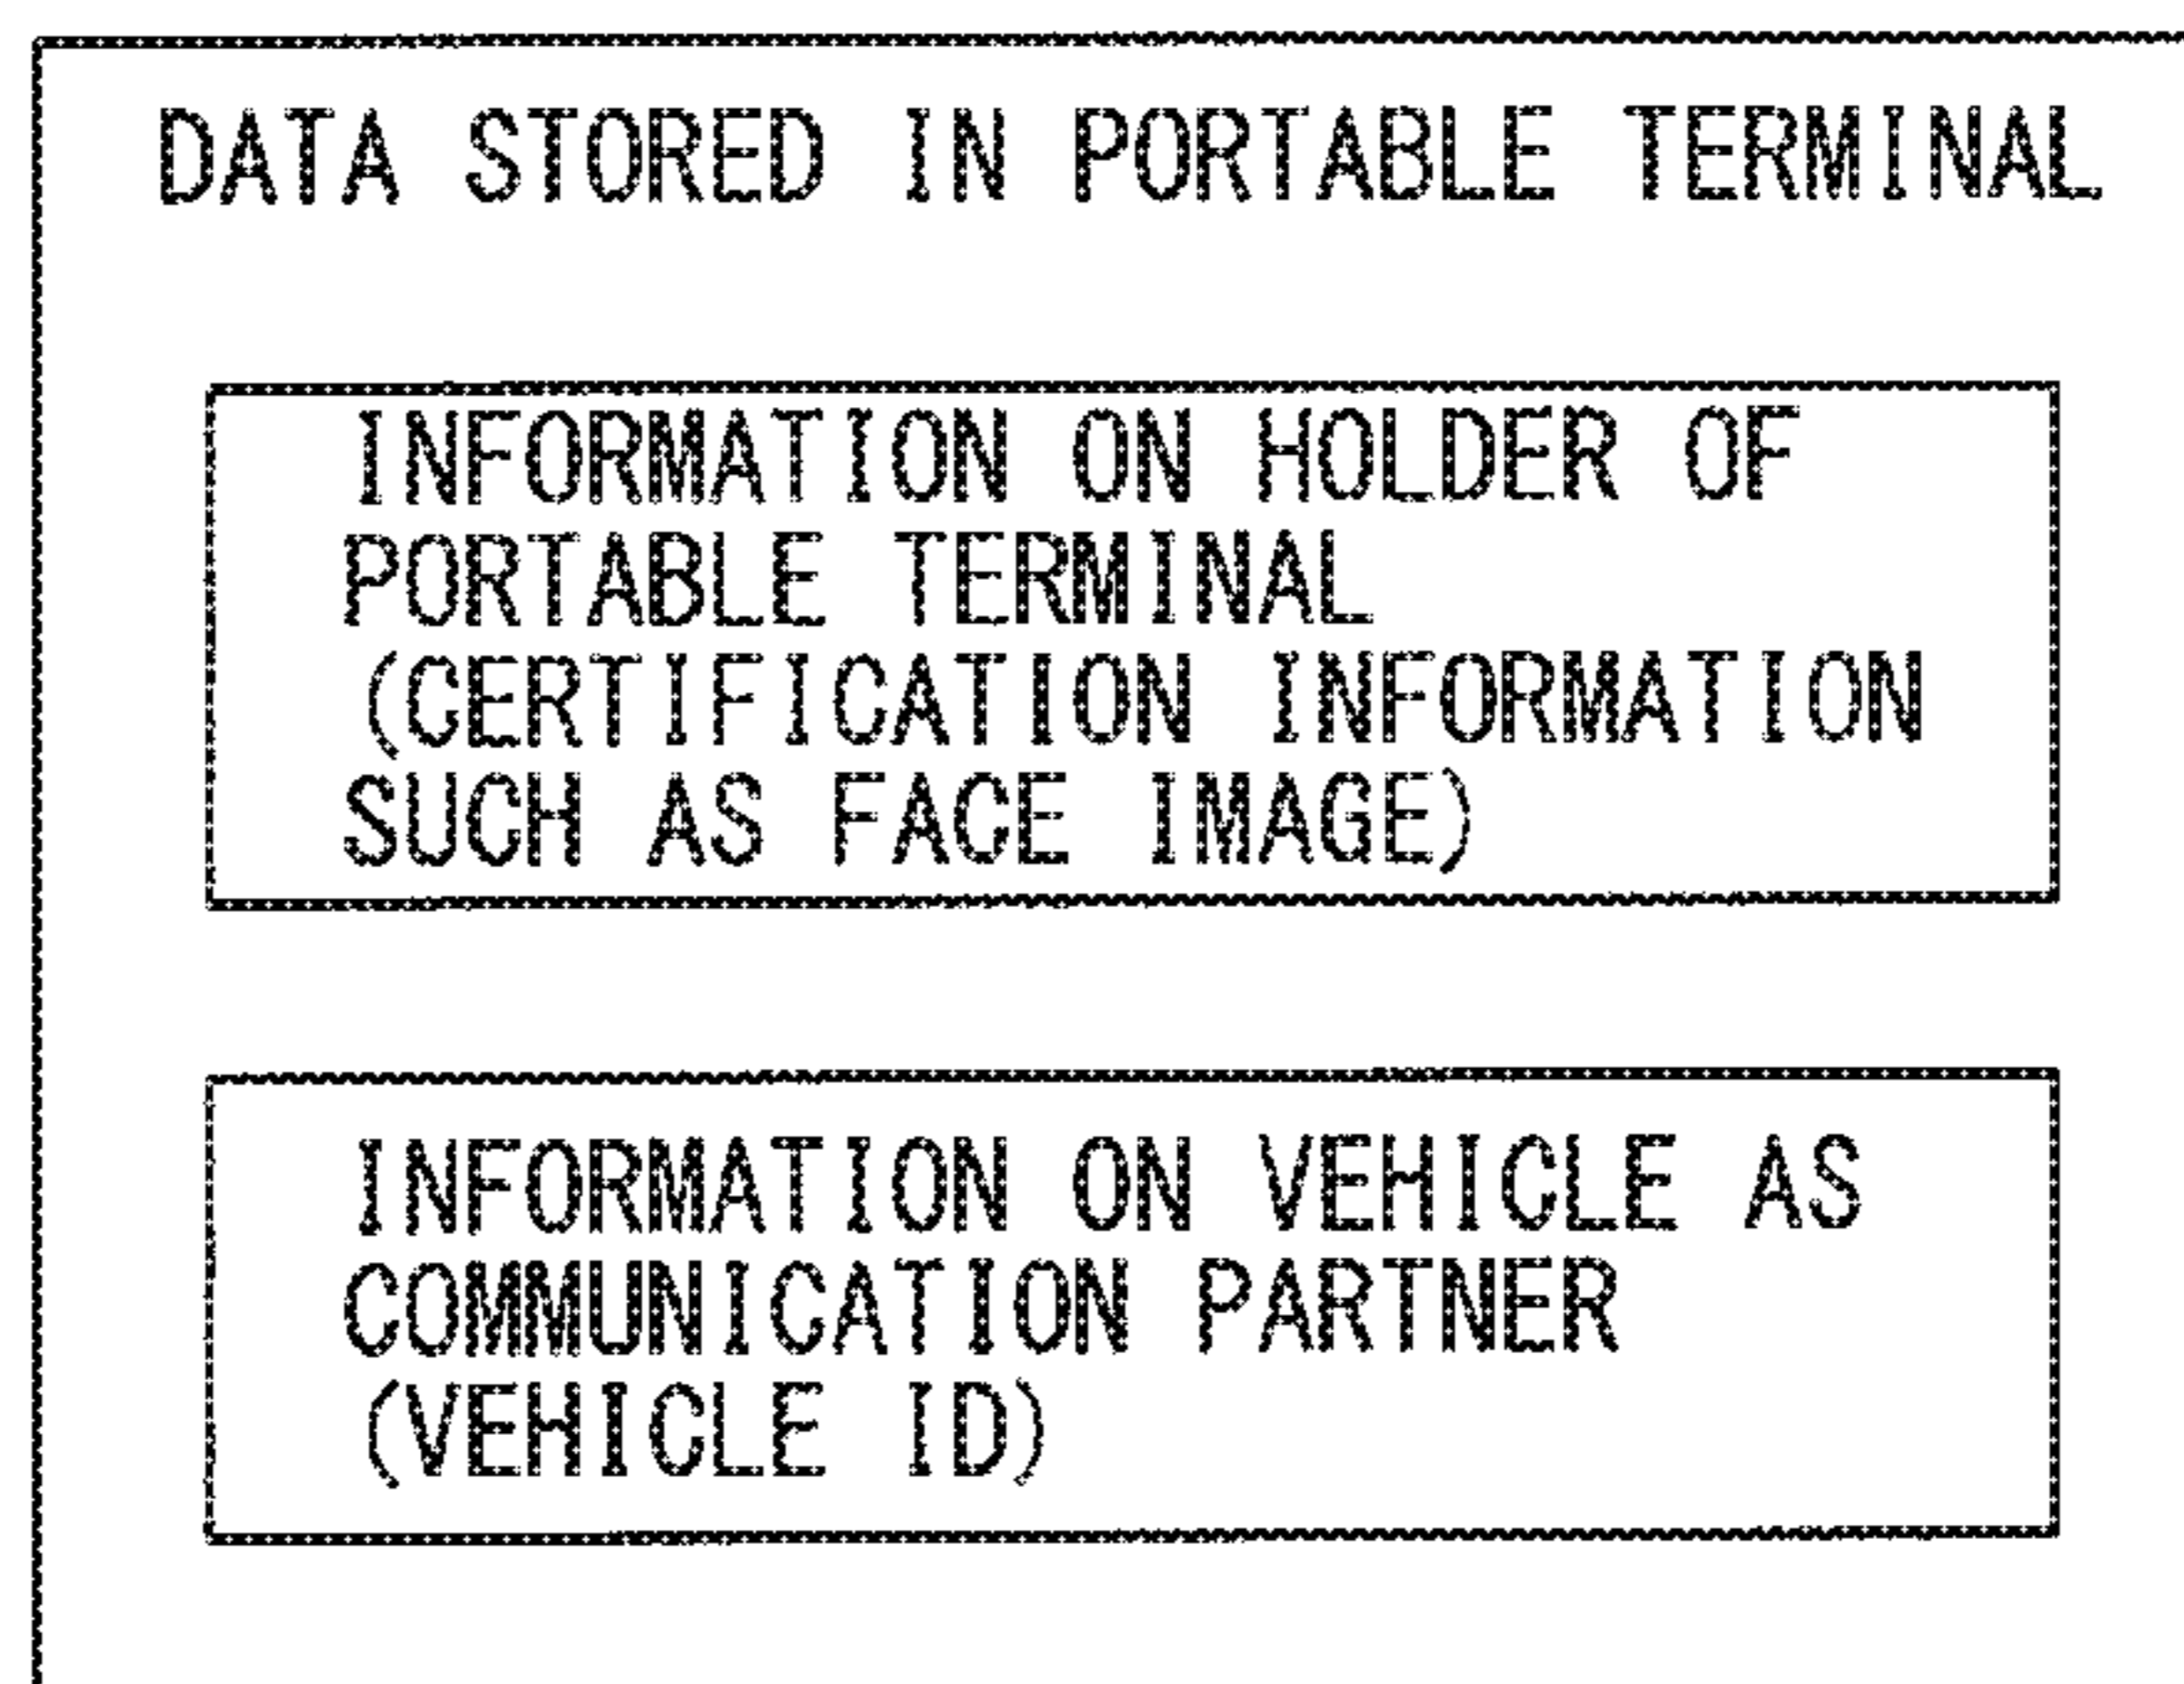 DATA STORED IN PORTABLE TERMINAL
INFORMATION ON HOLDER OF
PORTABLE TERMINAL
(CERTIFICATION INFORMATION
SUCH AS FACE IMAGE)
INFORMATION ON VEHICLE AS
COMMUNICATION PARTNER
(VEHICLE ID)